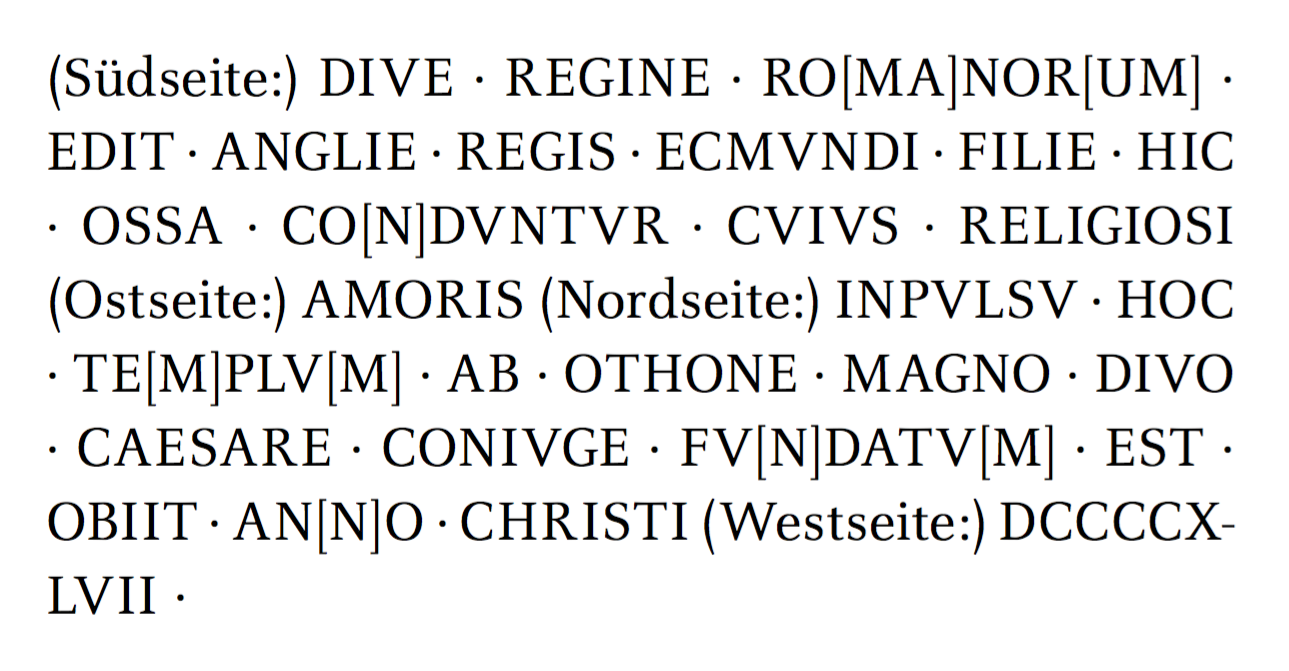 (Südseite:) DIVE · REGINE · RO[MA]NOR[UM] ·
EDIT · ANGLIE · REGIS · ECMVNDI · FILIE · HIC
· OSSA · CO[N]DVNTVR · CVIVS · RELIGIOSI
(Ostseite:) AMORIS (Nordseite:) INPVLSV · HOC
· TE[M]PLV[M] · AB · OTHONE · MAGNO · DIVO
· CAESARE · CONIVGE · FV[N]DATV[M] · EST ·
OBIIT · AN[N]O · CHRISTI (Westseite:) DCCCCX-
LVII ·